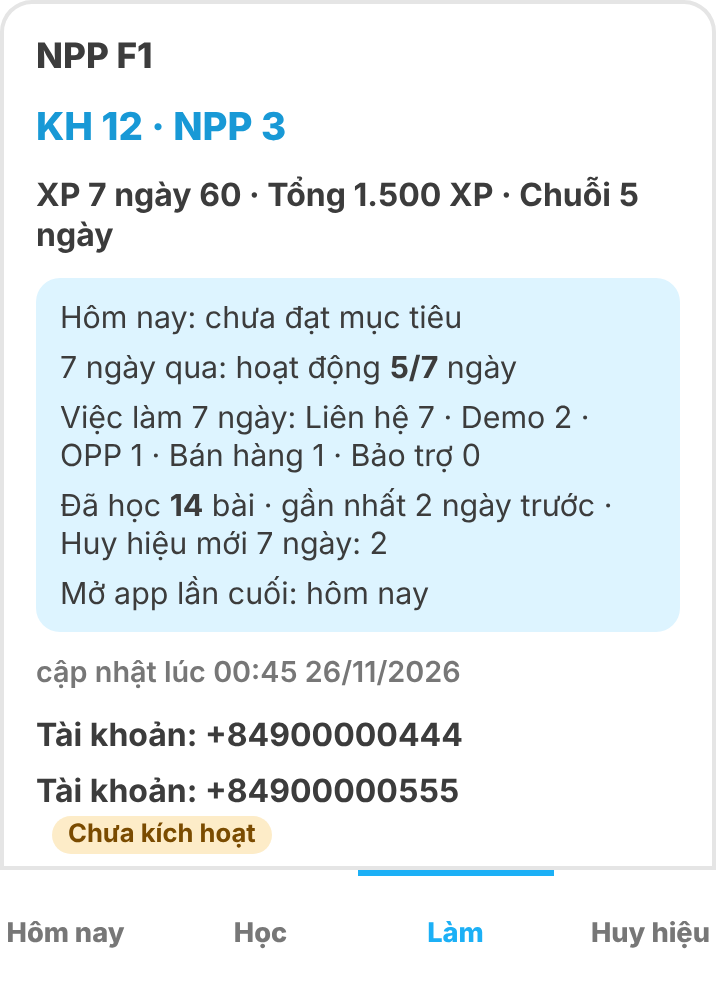 NPP F1
KH 12 · NPP 3
XP 7 ngày 60 · Tổng 1.500 XP · Chuỗi 5
ngày
Hôm nay: chưa đạt mục tiêu
7 ngày qua: hoạt động 5/7 ngày
Việc làm 7 ngày: Liên hệ 7 · Demo 2 ·
OPP 1 · Bán hàng 1 · Bảo trợ 0
Đã học 14 bài · gần nhất 2 ngày trước ·
Huy hiệu mới 7 ngày: 2
Mở app lần cuối: hôm nay
cập nhật lúc 00:45 26/11/2026
Tài khoản: +84900000444
Tài khoản: +84900000555
Chưa kích hoạt
Hôm nay Học Làm Huy hiệu